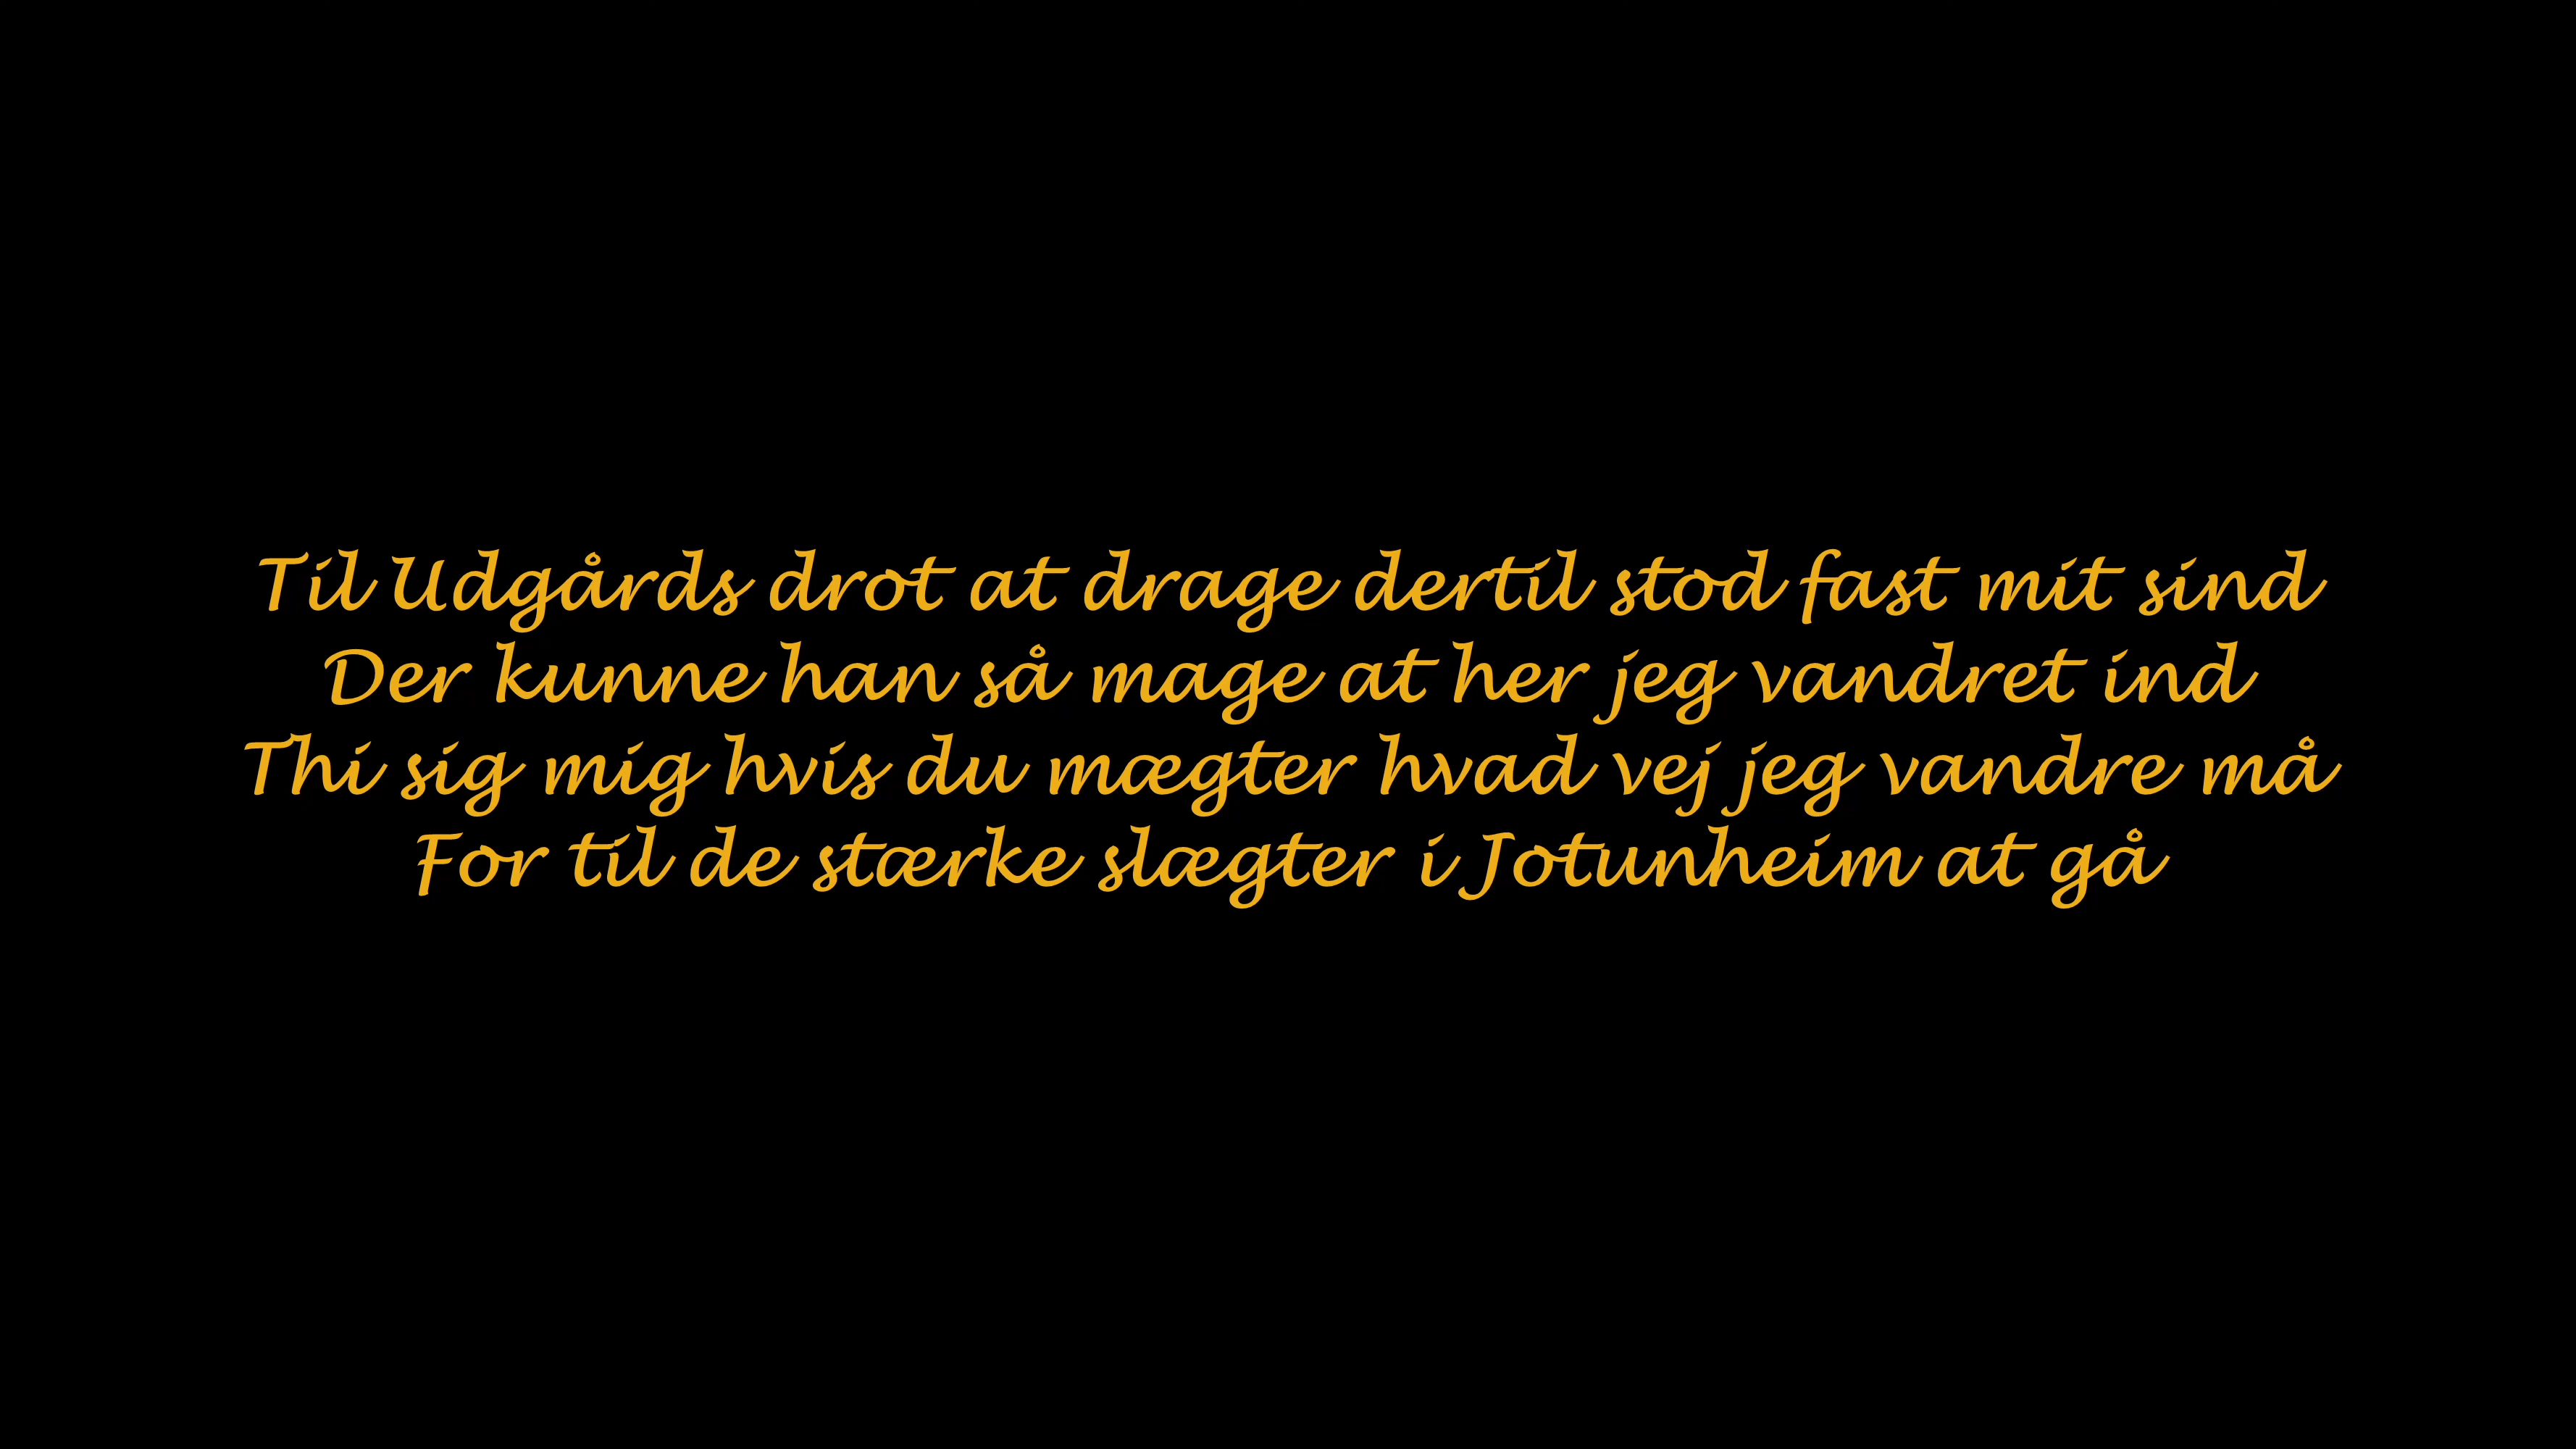 Til Udgårds drot at drage dertil stod fast mit sind
Der kunne han så mage at her jeg vandret ind
Thi sig mig hvis du mægter hvad vej jeg vandre må
For til de stærke slægter i Jotunheim at gå